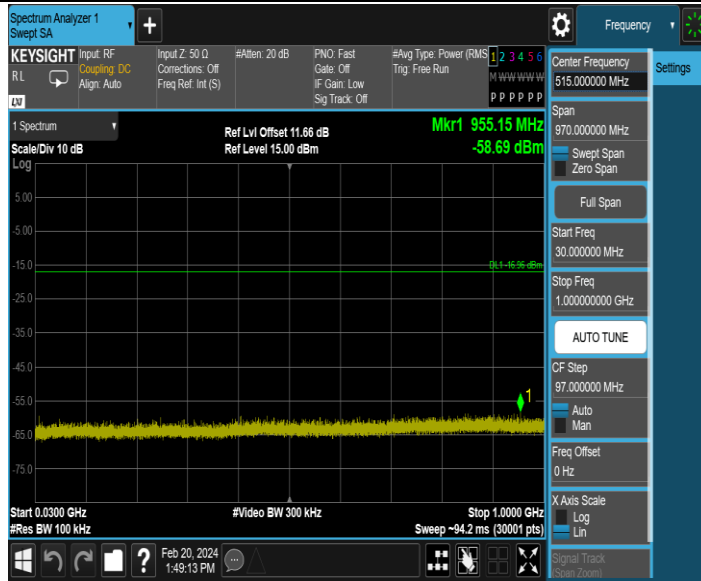 Spectrum Analyzer 1
Swept SA
Frequency
KEYSIGHT
RL
LXI
Input: RF
Coupling: DC
Align: Auto
Input Z: 50 Ω
Corrections: Off
Freq Ref: Int (S)
#Atten: 20 dB
PNO: Fast
Gate: Off
IF Gain: Low
Sig Track: Off
#Avg Type: Power (RMS
Trig: Free Run
1 2 3 4 5 6
M W W W W W
P P P P P P
1 Spectrum
Scale/Div 10 dB
Log
Ref Lvl Offset 11.66 dB
Ref Level 15.00 dBm
Mkr1 955.15 MHz
-58.69 dBm
5.00
-5.00
-15.0
DL1 -16.96 dBm
-25.0
-35.0
-45.0
-55.0
1
-65.0
-75.0
Start 0.0300 GHz
#Res BW 100 kHz
#Video BW 300 kHz
Stop 1.0000 GHz
Sweep ~94.2 ms (30001 pts)
?
Feb 20, 2024
1:49:13 PM
Center Frequency
515.000000 MHz
Settings
Span
970.000000 MHz
Swept Span
Zero Span
Full Span
Start Freq
30.000000 MHz
Stop Freq
1.000000000 GHz
AUTO TUNE
CF Step
97.000000 MHz
Auto
Man
Freq Offset
0 Hz
X Axis Scale
Log
Lin
Signal Track
(Span Zoom)